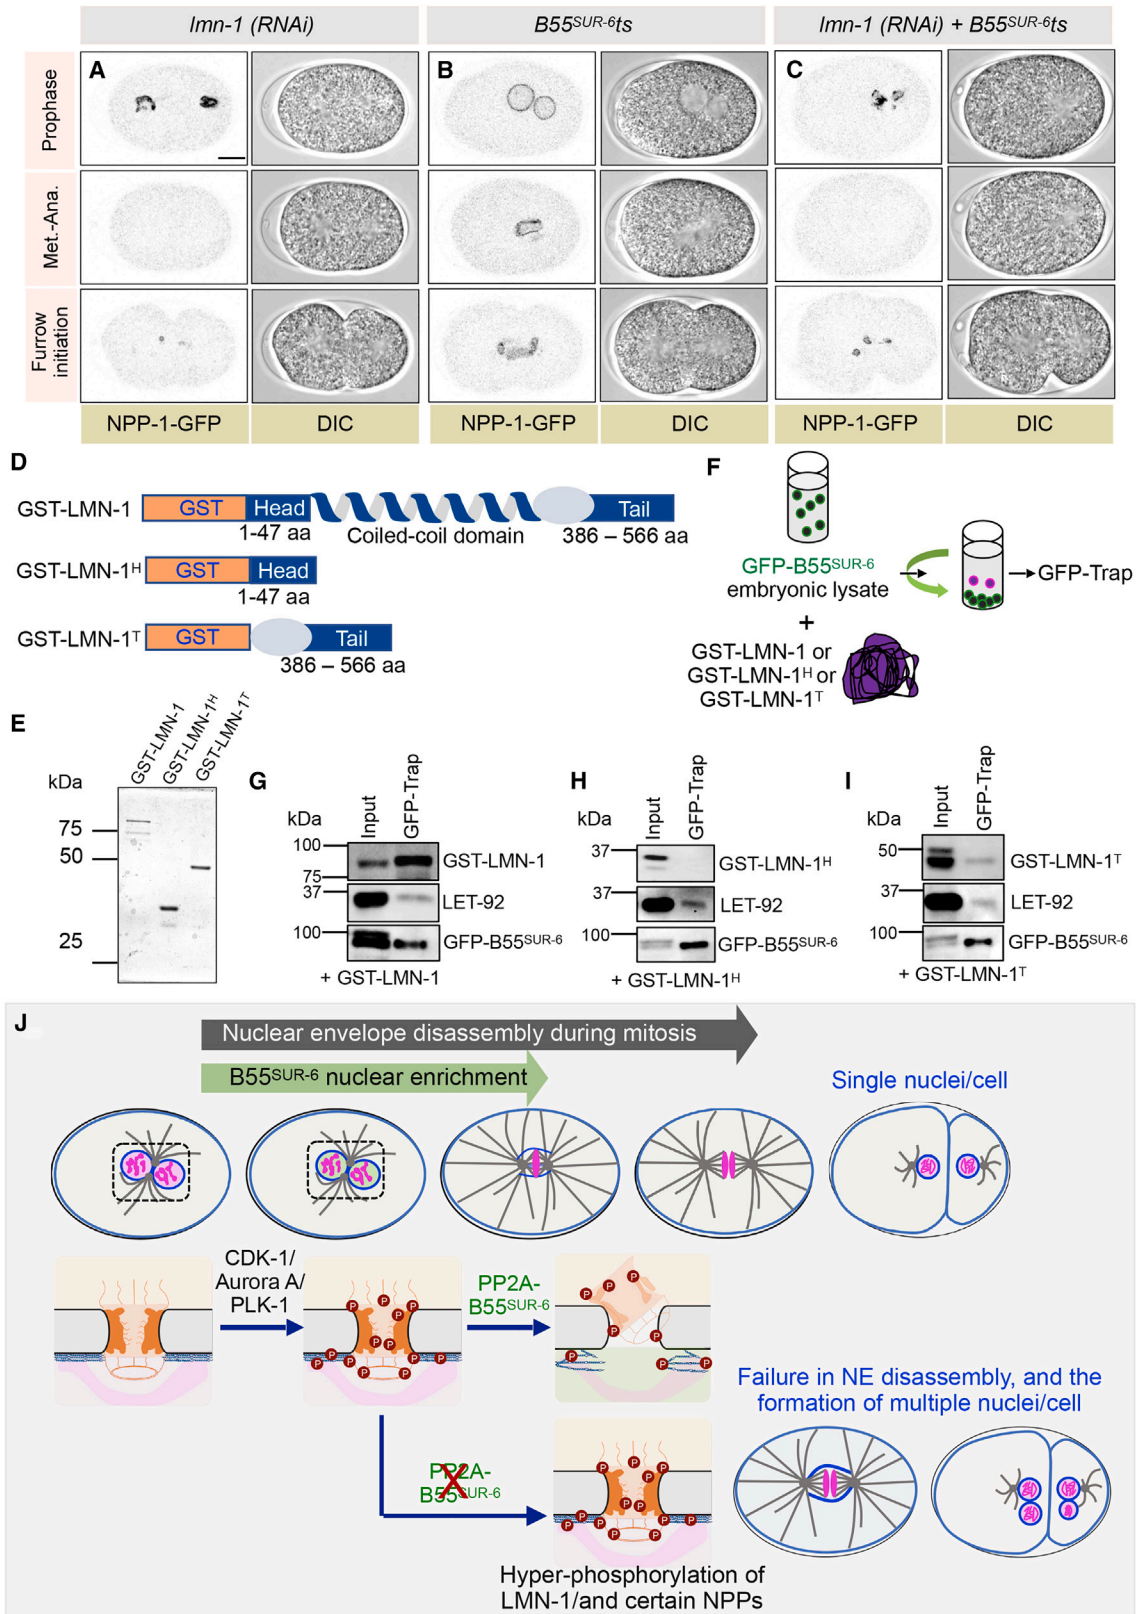 lmn-1 (RNAi)
B55SUR-6ts
lmn-1 (RNAi) + B55SUR-6ts
Prophase
Met.-Ana.
Furrow
initiation
A
B
C
NPP-1-GFP
DIC
NPP-1-GFP
DIC
NPP-1-GFP
DIC
D
GST-LMN-1
GST
Head
Tail
1-47 aa
Coiled-coil domain
386 – 566 aa
GST-LMN-1H
GST
Head
1-47 aa
GST-LMN-1T
GST
Tail
386 – 566 aa
F
GFP-B55SUR-6
embryonic lysate
+
GST-LMN-1 or
GST-LMN-1H or
GST-LMN-1T
GFP-Trap
E
kDa
GST-LMN-1
GST-LMN-1H
GST-LMN-1T
75
50
25
G
kDa
Input
GFP-Trap
100
75
GST-LMN-1
37
LET-92
100
GFP-B55SUR-6
+ GST-LMN-1
H
kDa
Input
GFP-Trap
37
GST-LMN-1H
37
LET-92
100
GFP-B55SUR-6
+ GST-LMN-1H
I
kDa
Input
GFP-Trap
50
GST-LMN-1T
37
LET-92
100
GFP-B55SUR-6
+ GST-LMN-1T
J
Nuclear envelope disassembly during mitosis
B55SUR-6 nuclear enrichment
Single nuclei/cell
CDK-1/
Aurora A/
PLK-1
PP2A-
B55SUR-6
P P P P P P P P P P P
P P P P P P P
Failure in NE disassembly, and the
formation of multiple nuclei/cell
PP2A-
B55SUR-6
P P P P P P P P P P P
Hyper-phosphorylation of
LMN-1/and certain NPPs